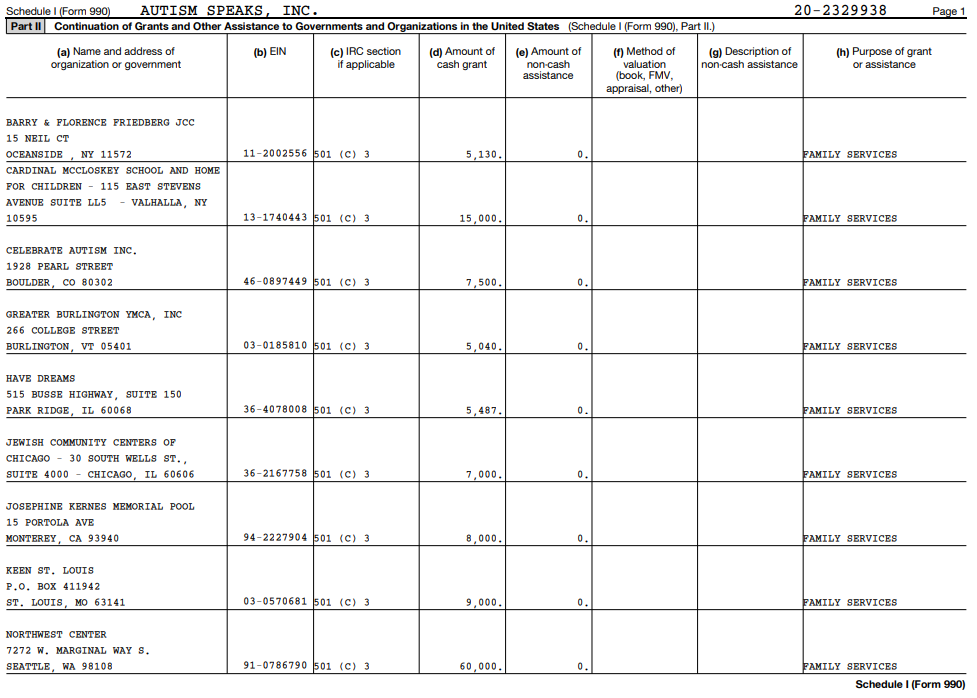 Schedule I (Form 990) AUTISM SPEAKS, INC. 20-2329938 Page 1
Part II Continuation of Grants and Other Assistance to Governments and Organizations in the United States (Schedule I (Form 990), Part II.)
(a) Name and address of (b) EIN (c) IRC section (d) Amount of (e) Amount of (f) Method of (g) Description of (h) Purpose of grant
organization or government if applicable cash grant non-cash valuation non-cash assistance or assistance
assistance (book, FMV,
appraisal, other)
BARRY & FLORENCE FRIEDBERG JCC
15 NEIL CT
OCEANSIDE , NY 11572 11-2002556 501 (C) 3 5,130. 0. FAMILY SERVICES
CARDINAL MCCLOSKEY SCHOOL AND HOME
FOR CHILDREN - 115 EAST STEVENS
AVENUE SUITE LL5 - VALHALLA, NY
10595 13-1740443 501 (C) 3 15,000. 0. FAMILY SERVICES
CELEBRATE AUTISM INC.
1928 PEARL STREET
BOULDER, CO 80302 46-0897449 501 (C) 3 7,500. 0. FAMILY SERVICES
GREATER BURLINGTON YMCA, INC
266 COLLEGE STREET
BURLINGTON, VT 05401 03-0185810 501 (C) 3 5,040. 0. FAMILY SERVICES
HAVE DREAMS
515 BUSSE HIGHWAY, SUITE 150
PARK RIDGE, IL 60068 36-4078008 501 (C) 3 5,487. 0. FAMILY SERVICES
JEWISH COMMUNITY CENTERS OF
CHICAGO - 30 SOUTH WELLS ST.,
SUITE 4000 - CHICAGO, IL 60606 36-2167758 501 (C) 3 7,000. 0. FAMILY SERVICES
JOSEPHINE KERNES MEMORIAL POOL
15 PORTOLA AVE
MONTEREY, CA 93940 94-2227904 501 (C) 3 8,000. 0. FAMILY SERVICES
KEEN ST. LOUIS
P.O. BOX 411942
ST. LOUIS, MO 63141 03-0570681 501 (C) 3 9,000. 0. FAMILY SERVICES
NORTHWEST CENTER
7272 W. MARGINAL WAY S.
SEATTLE, WA 98108 91-0786790 501 (C) 3 60,000. 0. FAMILY SERVICES
Schedule I (Form 990)